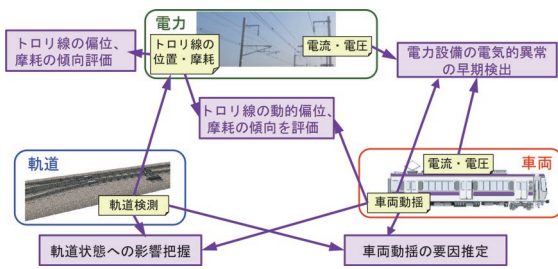 電力
トロリ線の偏位、
摩耗の傾向評価
トロリ線の
位置・摩耗
電流・電圧
電力設備の電気的異常
の早期検出
トロリ線の動的偏位、
摩耗の傾向を評価
軌道
軌道検測
電流・電圧
車両
車両動揺
軌道状態への影響把握
車両動揺の要因推定